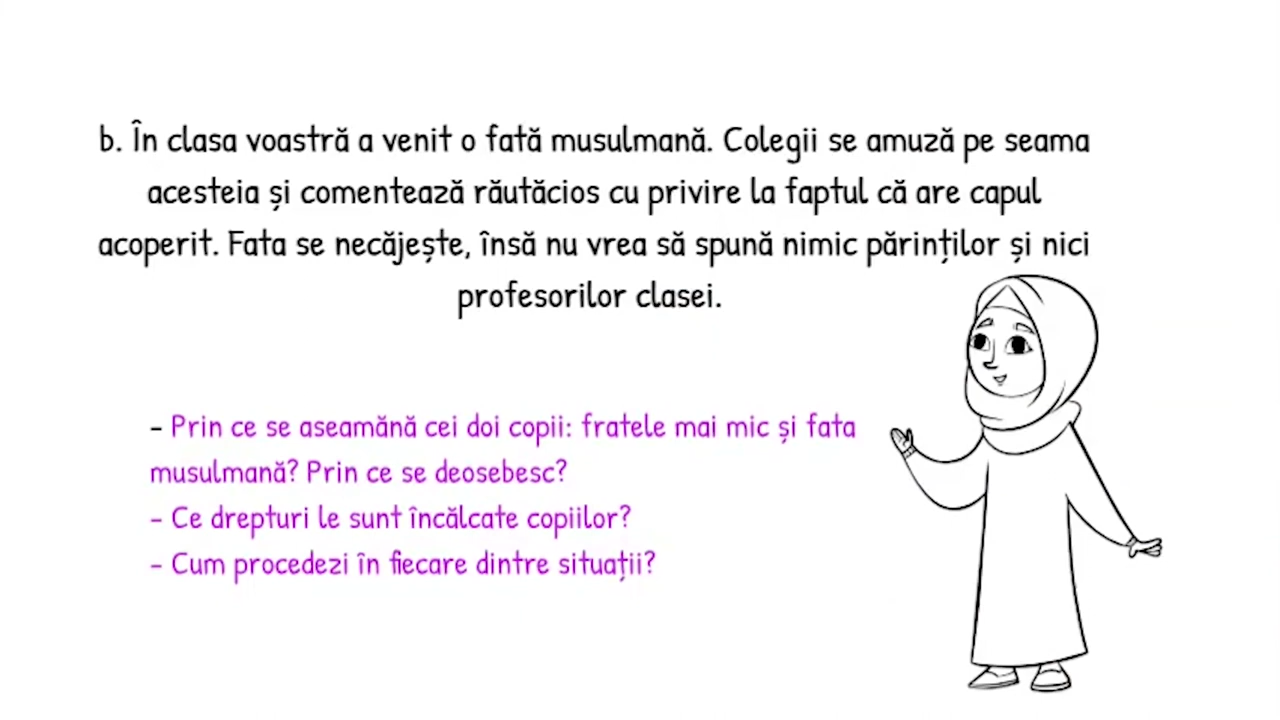 b. În clasa voastră a venit o fată musulmană. Colegii se amuză pe seama
acesteia și comentează răutăcios cu privire la faptul că are capul
acoperit. Fata se necăjește, însă nu vrea să spună nimic părinților și nici
profesorilor clasei.
- Prin ce se aseamănă cei doi copii: fratele mai mic și fata
musulmană? Prin ce se deosebesc?
- Ce drepturi le sunt încălcate copiilor?
- Cum procedezi în fiecare dintre situații?